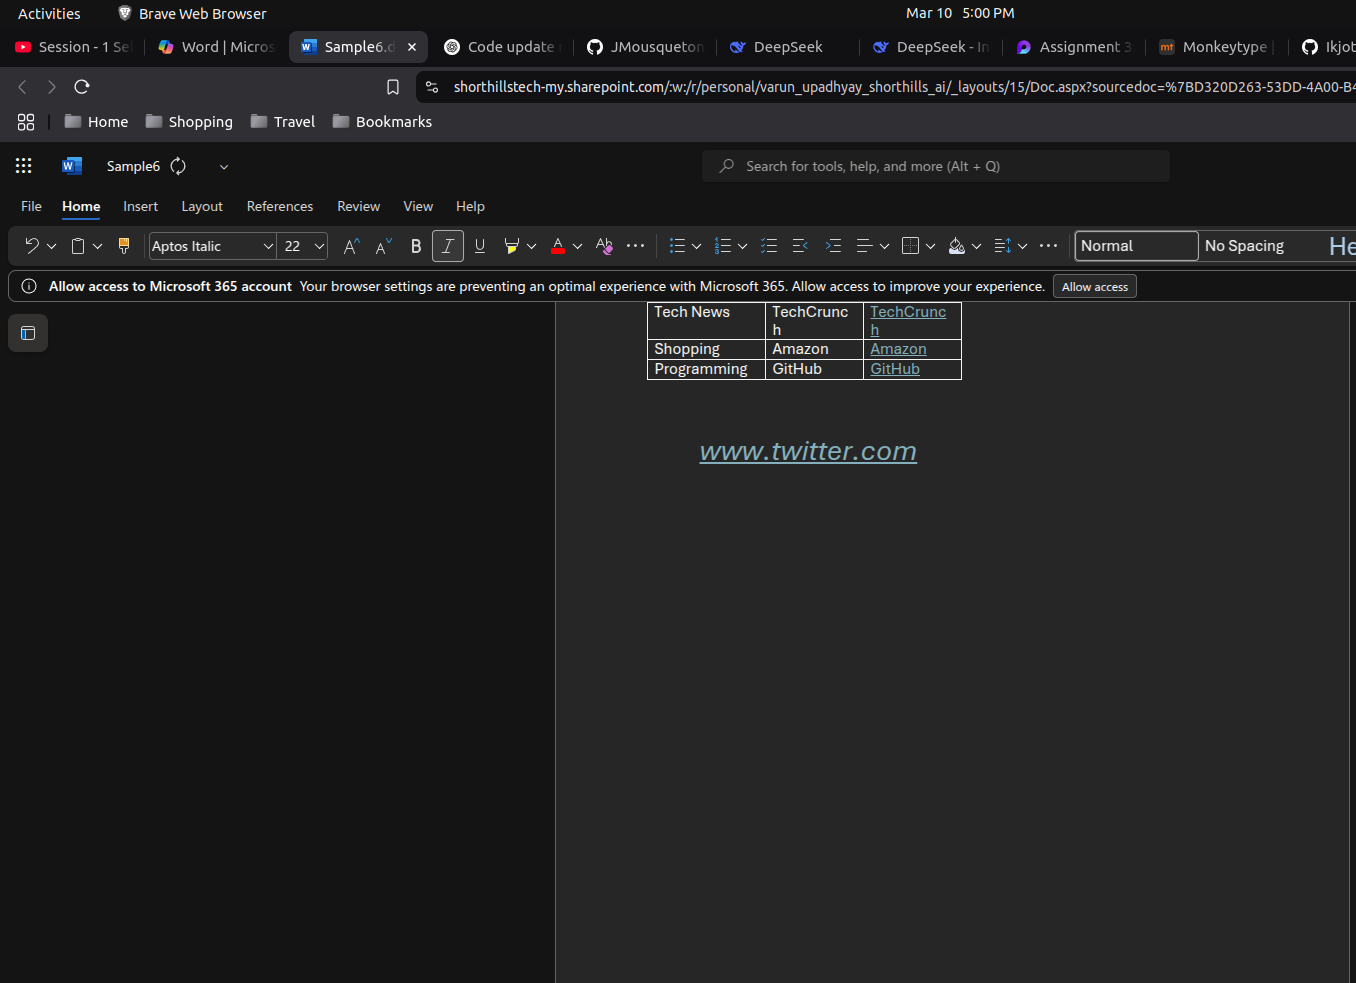 Activities Brave Web Browser Mar 10 5:00 PM
Session - 1 Sel Word | Micros Sample6.d Code update JMousqueton DeepSeek DeepSeek - In Assignment 3 Monkeytype | Ikjot
shorthillstech-my.sharepoint.com/:w:/r/personal/varun_upadhyay_shorthills_ai/_layouts/15/Doc.aspx?sourcedoc=%7BD320D263-53DD-4A00-B4
Home Shopping Travel Bookmarks
Sample6 Search for tools, help, and more (Alt + Q)
File Home Insert Layout References Review View Help
Aptos Italic 22 Normal No Spacing He
Allow access to Microsoft 365 account Your browser settings are preventing an optimal experience with Microsoft 365. Allow access to improve your experience. Allow access
Tech News TechCrunc TechCrunc
h h
Shopping Amazon Amazon
Programming GitHub GitHub
www.twitter.com